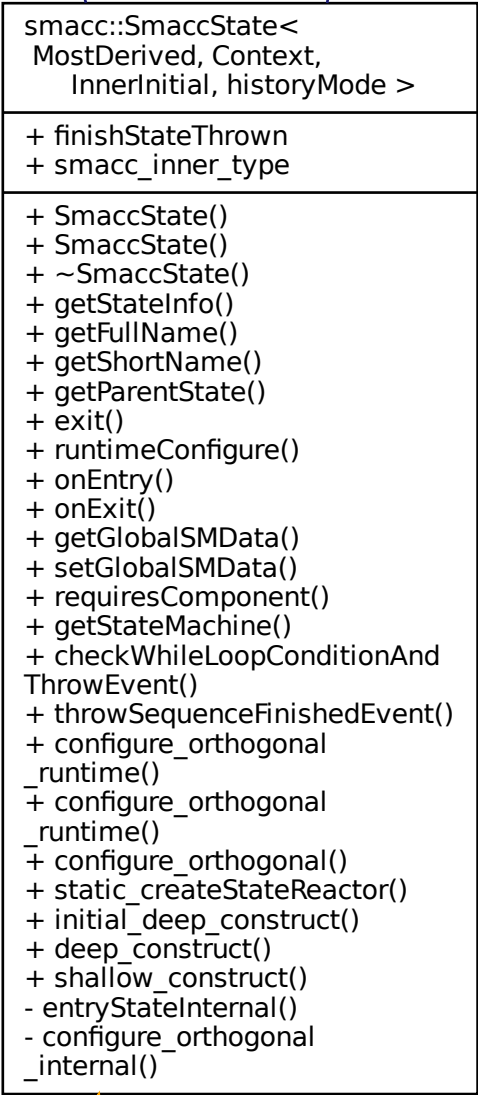 smacc::SmaccState<
MostDerived, Context,
InnerInitial, historyMode >
+ finishStateThrown
+ smacc_inner_type
+ SmaccState()
+ SmaccState()
+ ~SmaccState()
+ getStateInfo()
+ getFullName()
+ getShortName()
+ getParentState()
+ exit()
+ runtimeConfigure()
+ onEntry()
+ onExit()
+ getGlobalSMData()
+ setGlobalSMData()
+ requiresComponent()
+ getStateMachine()
+ checkWhileLoopConditionAnd
ThrowEvent()
+ throwSequenceFinishedEvent()
+ configure_orthogonal
_runtime()
+ configure_orthogonal
_runtime()
+ configure_orthogonal()
+ static_createStateReactor()
+ initial_deep_construct()
+ deep_construct()
+ shallow_construct()
- entryStateInternal()
- configure_orthogonal
_internal()